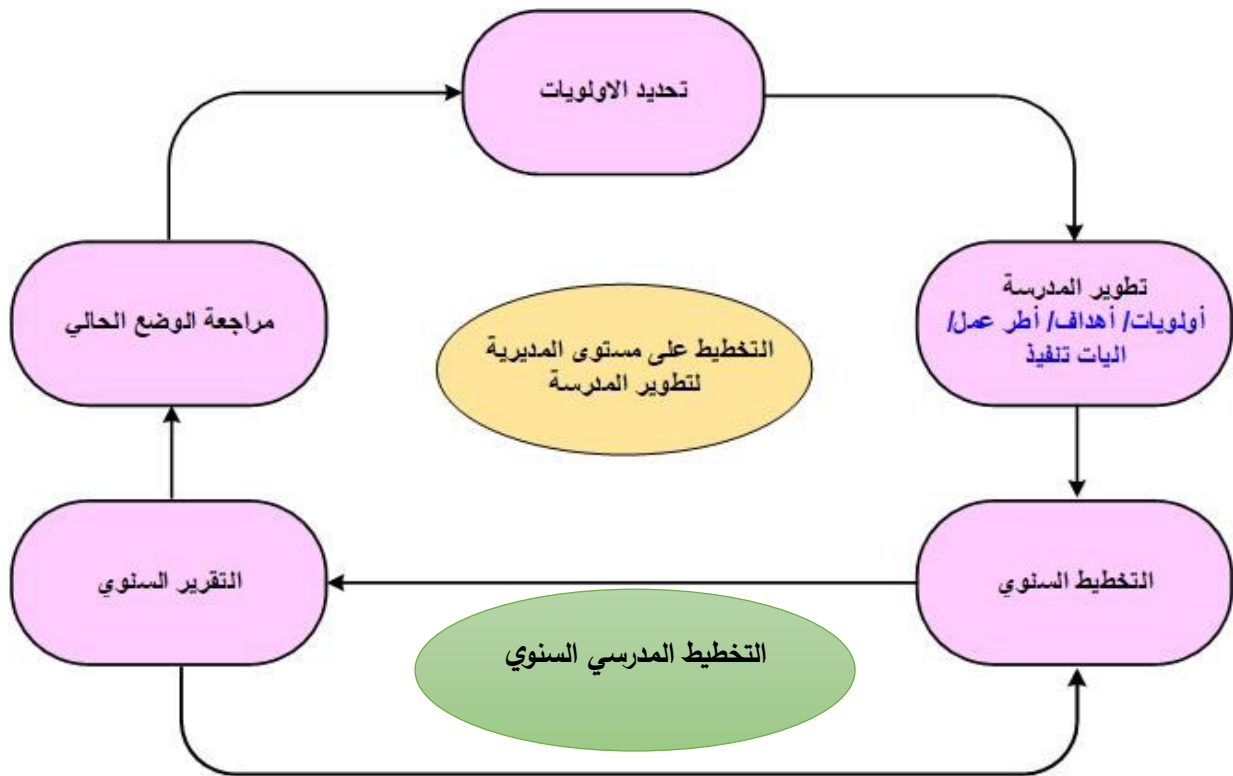 تحديد الاولويات
تطوير المدرسة
أولويات/ أهداف/ أطر عمل/
اليات تنفيذ
مراجعة الوضع الحالي
التخطيط على مستوى المديرية
لتطوير المدرسة
التخطيط السنوي
التقرير السنوي
التخطيط المدرسي السنوي